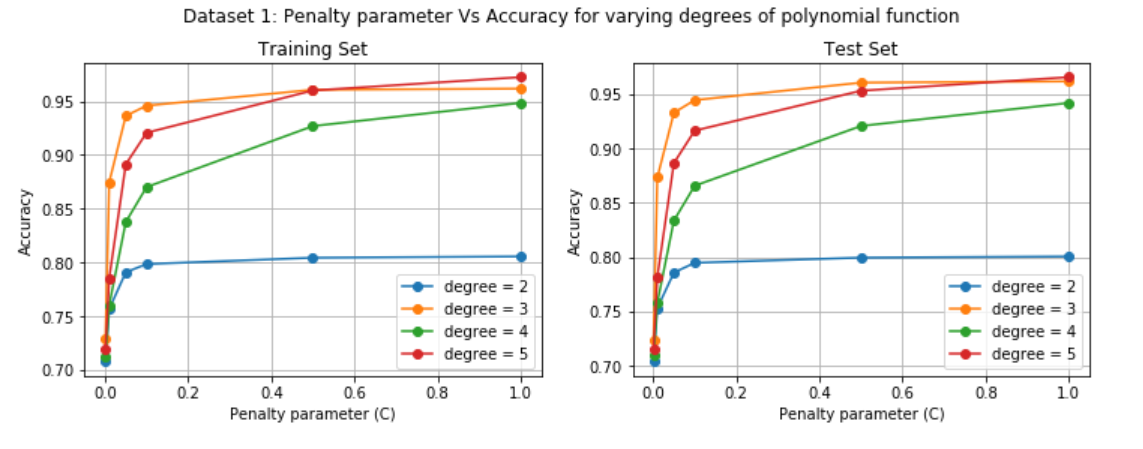 Dataset 1: Penalty parameter Vs Accuracy for varying degrees of polynomial function
Training Set
Accuracy
0.95
0.90
0.85
0.80
0.75
0.70
degree = 2
degree = 3
degree = 4
degree = 5
0.0 0.2 0.4 0.6 0.8 1.0
Penalty parameter (C)
Test Set
Accuracy
0.95
0.90
0.85
0.80
0.75
0.70
degree = 2
degree = 3
degree = 4
degree = 5
0.0 0.2 0.4 0.6 0.8 1.0
Penalty parameter (C)